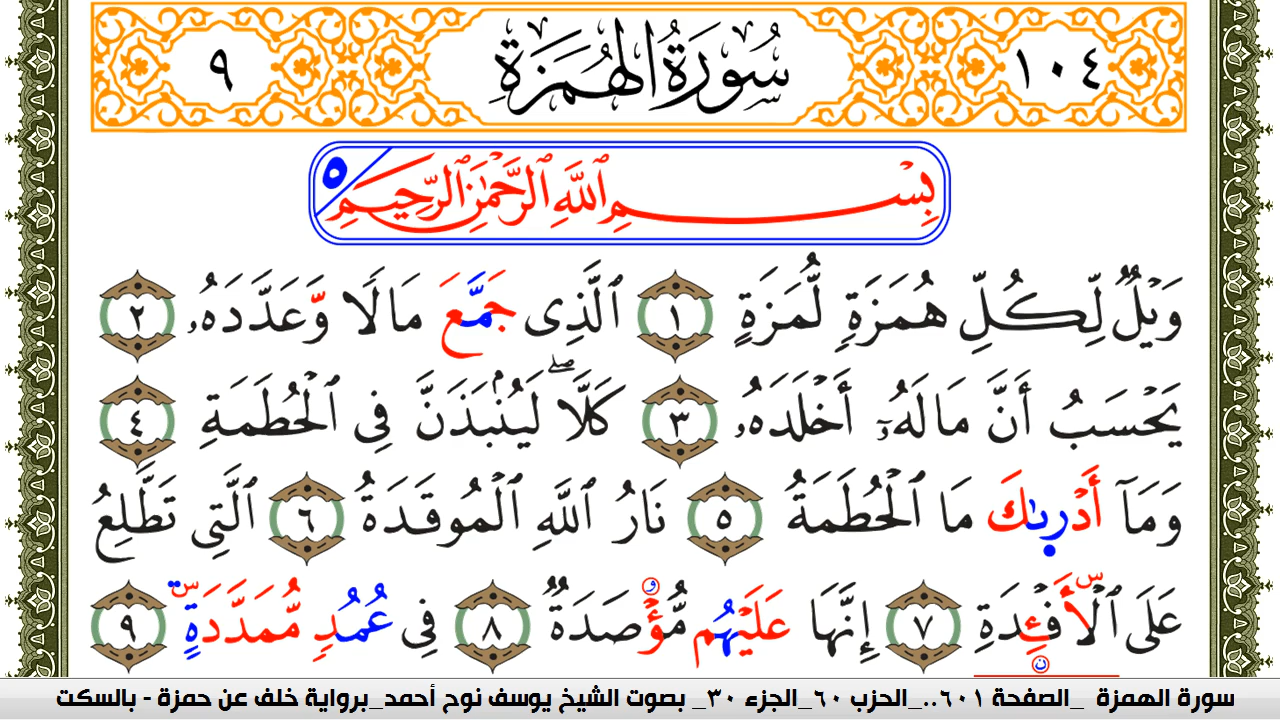 ١٠٤ سُورَةُ الهُمَزَةِ ٩
بِسْمِ اللَّهِ الرَّحْمَٰنِ الرَّحِيمِ ٥
وَيْلٌ لِّكُلِّ هُمَزَةٍ لُّمَزَةٍ ١ الَّذِى جَمَّعَ مَالًا وَّعَدَّدَهُۥ ٢
يَحْسَبُ أَنَّ مَالَهُۥٓ أَخْلَدَهُۥ ٣ كَلَّا ۖ لَيُنۢبَذَنَّ فِى الْحُطَمَةِ ٤
وَمَآ أَدْرٜىٰكَ مَا الْحُطَمَةُ ٥ نَارُ اللَّهِ الْمُوقَدَةُ ٦ الَّتِى تَطَّلِعُ
عَلَى الْأَفْـِٔدَةِ ٧ إِنَّهَا عَلَيْهُم مُّؤْصَدَةٌ ٨ فِى عُمُدٍ مُّمَدَّدَةٍ ٩
سورة الهمزة _الصفحة ٦٠١.._الحزب ٦٠_الجزء ٣٠_ بصوت الشيخ يوسف نوح أحمد_برواية خلف عن حمزة - بالسكت